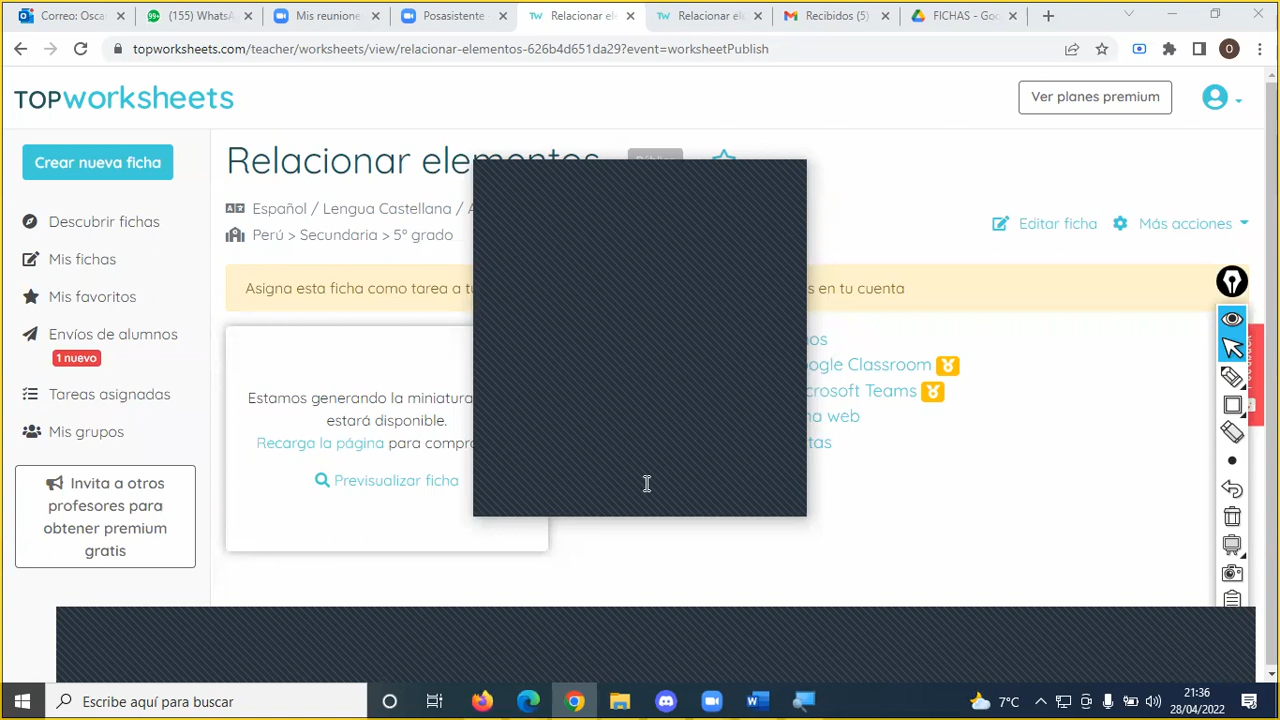 Correo: Osca
(155) WhatsA
Mis reunione
Posasistente
Relacionar el
Relacionar el
Recibidos (5)
FICHAS - Goo
topworksheets.com/teacher/worksheets/view/relacionar-elementos-626b4d651da29?event=worksheetPublish
O
TOPworksheets
Ver planes premium
Crear nueva ficha
Relacionar elementos
Español / Lengua Castellana / A
Perú > Secundaria > 5º grado
Editar ficha
Más acciones
Descubrir fichas
Mis fichas
Mis favoritos
Envíos de alumnos
1 nuevo
Tareas asignadas
Mis grupos
Asigna esta ficha como tarea a tu
s en tu cuenta
Estamos generando la miniatura
estará disponible.
Recarga la página para compro
Previsualizar ficha
os
ogle Classroom
crosoft Teams
na web
tas
Invita a otros
profesores para
obtener premium
gratis
Escribe aquí para buscar
7°C
21:36
28/04/2022